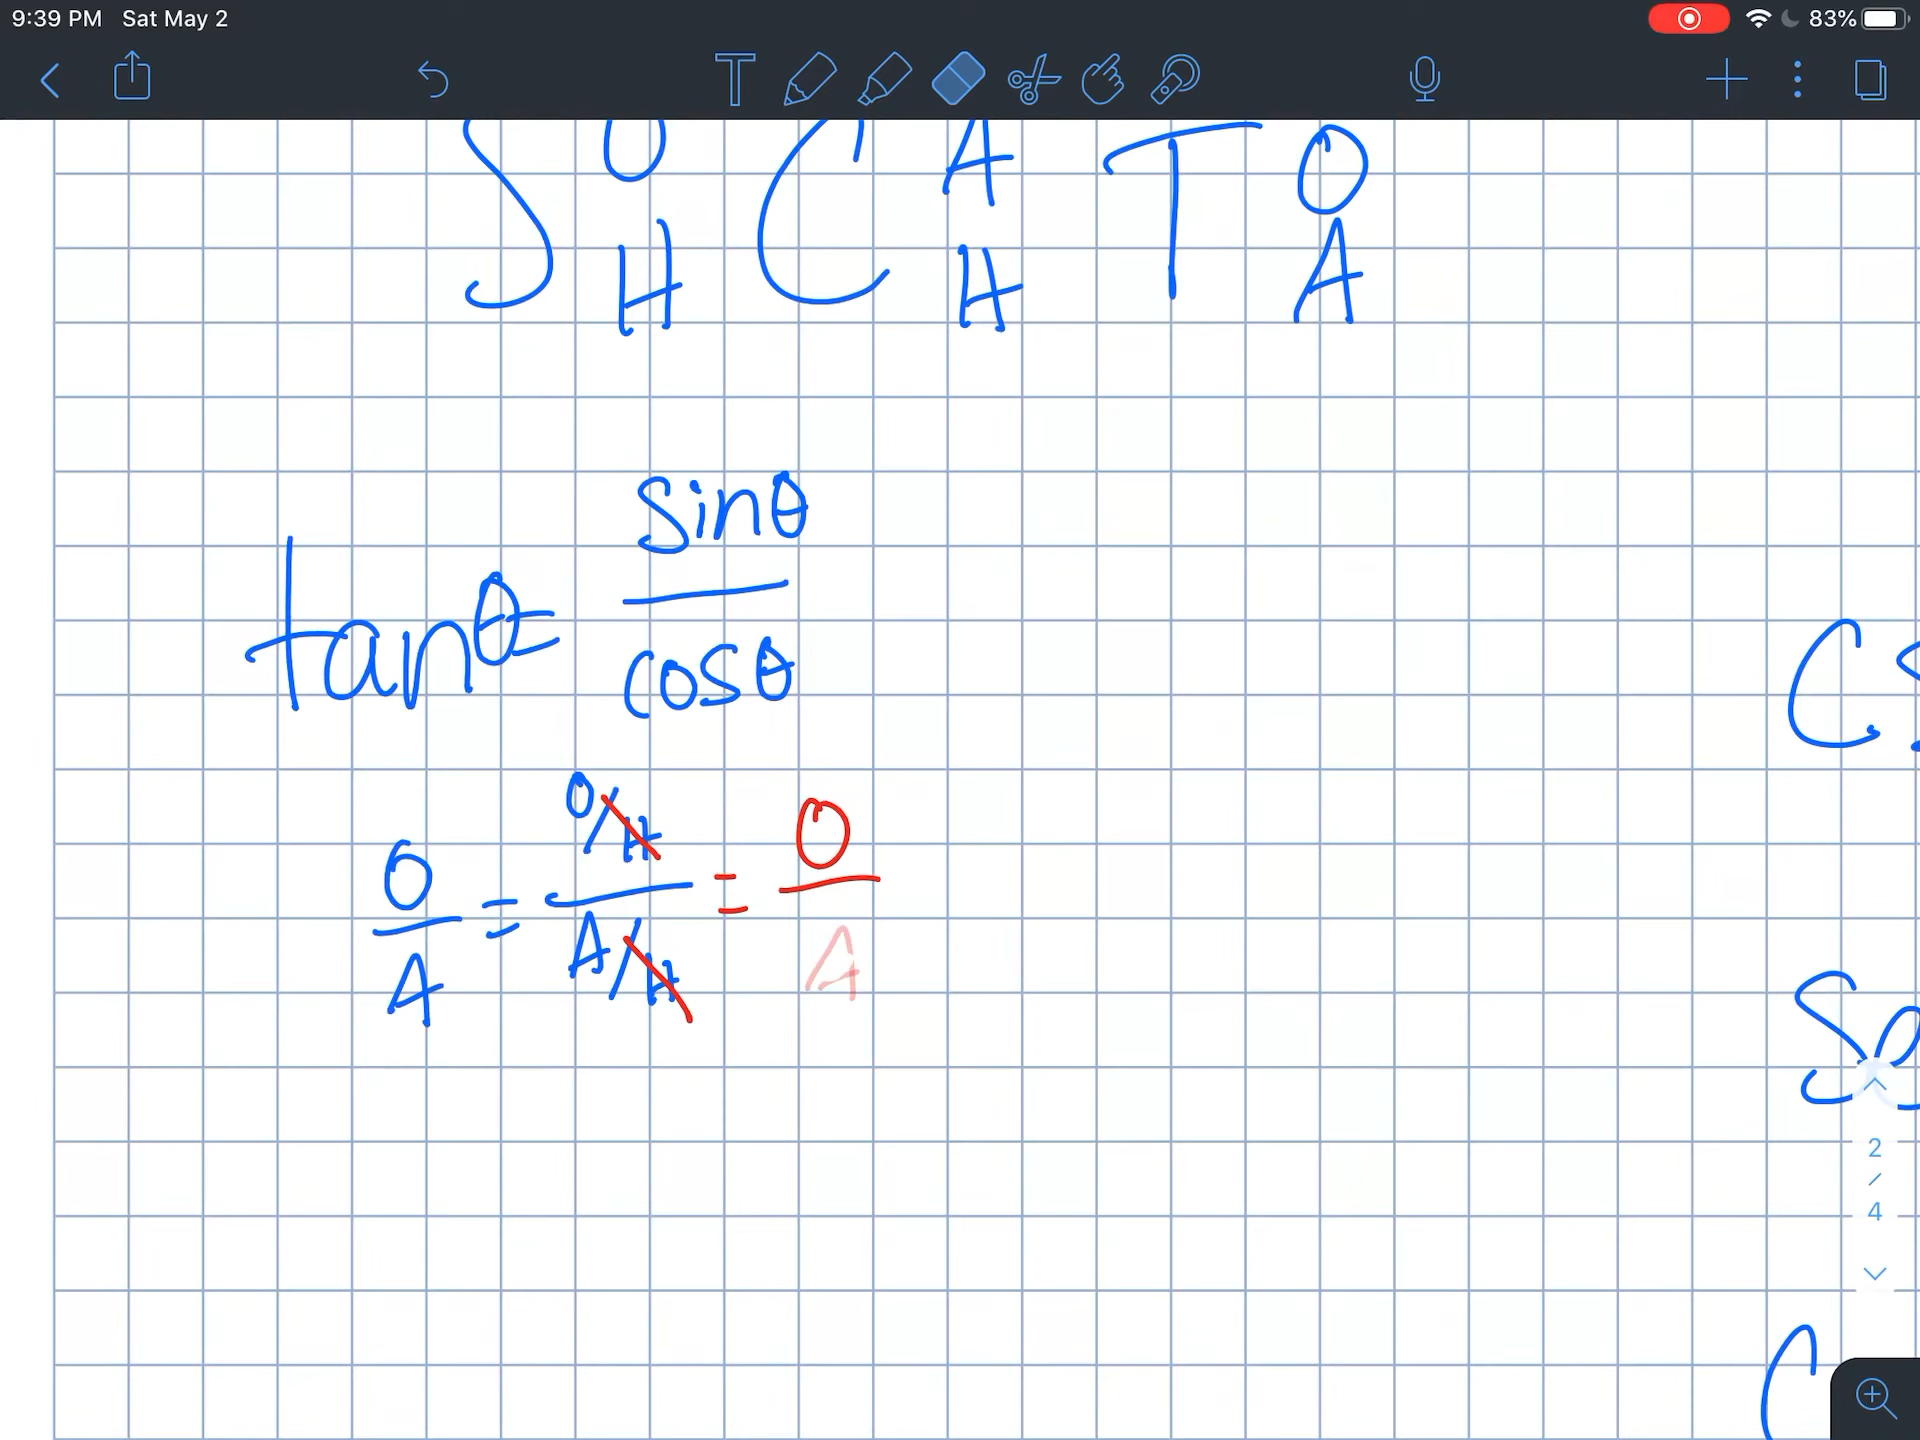 9:39 PM Sat May 2 83%
T
S O/H C A/H T O/A
tanθ = sinθ/cosθ
O/A = (O/H)/(A/H) = O/A
2 / 4